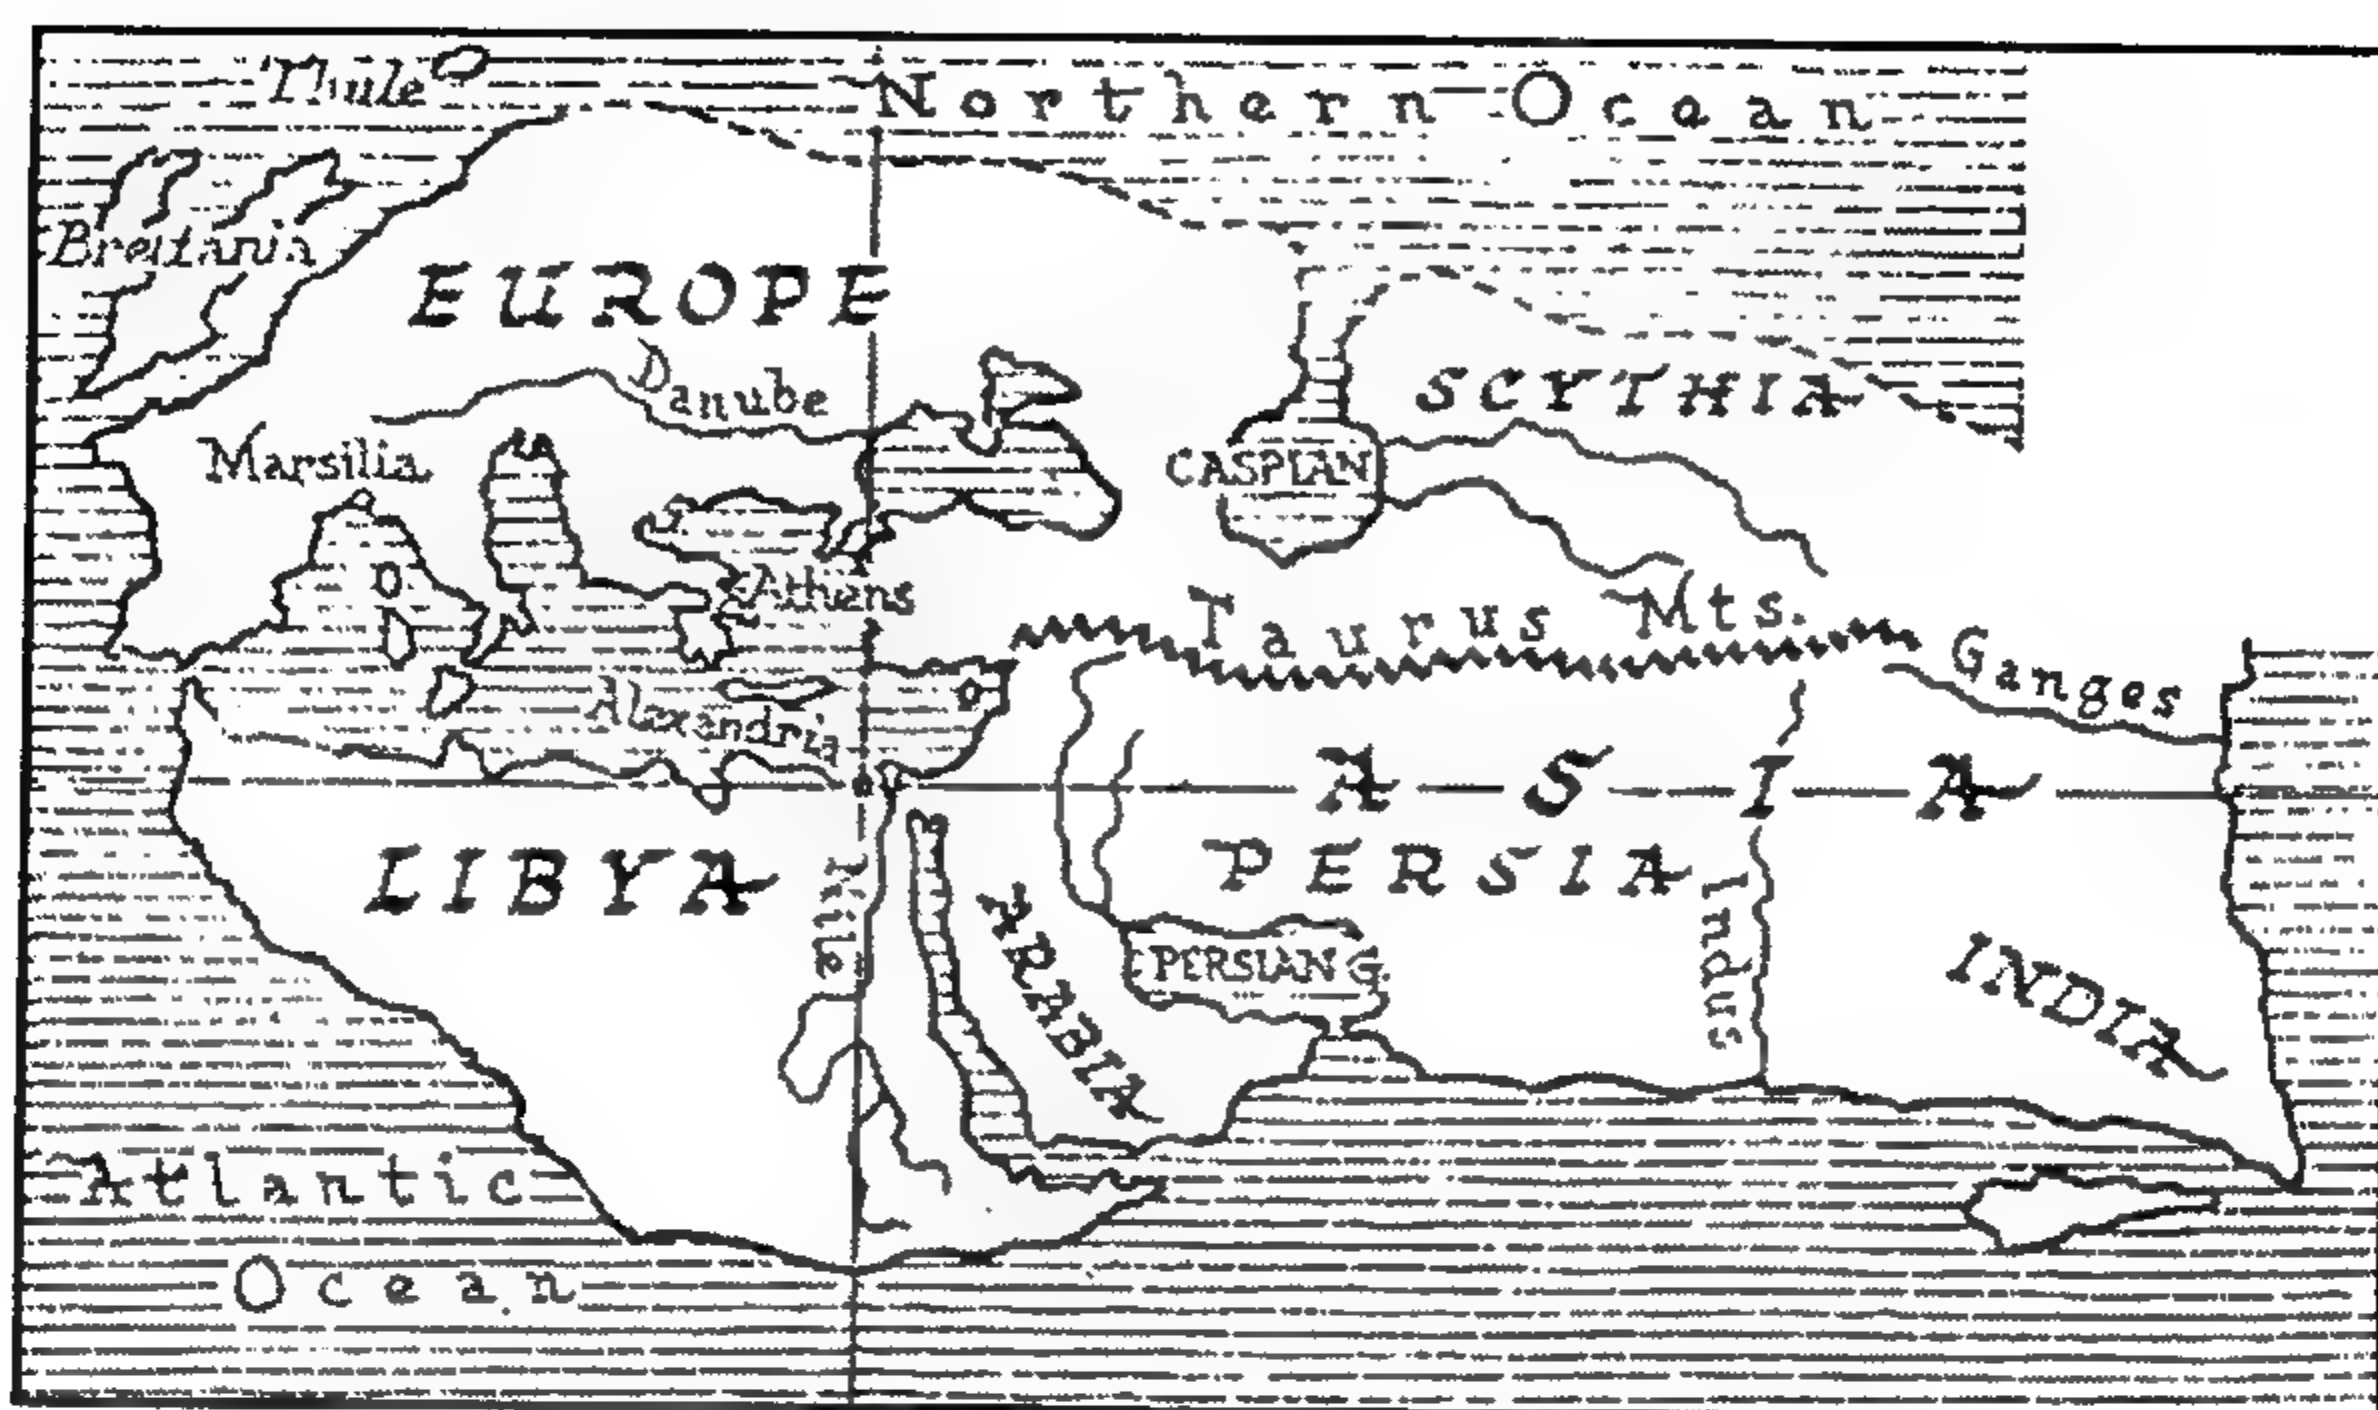 Thule
Northern Ocean
Breitania
EUROPE
Danube
SCYTHIA
Marsilia
CASPIAN
Athens
Taurus Mts.
Ganges
Alexandria
ASIA
LIBYA
Nile
PERSIA
ARABIA
Indus
PERSIAN G.
INDIA
Atlantic
Ocean